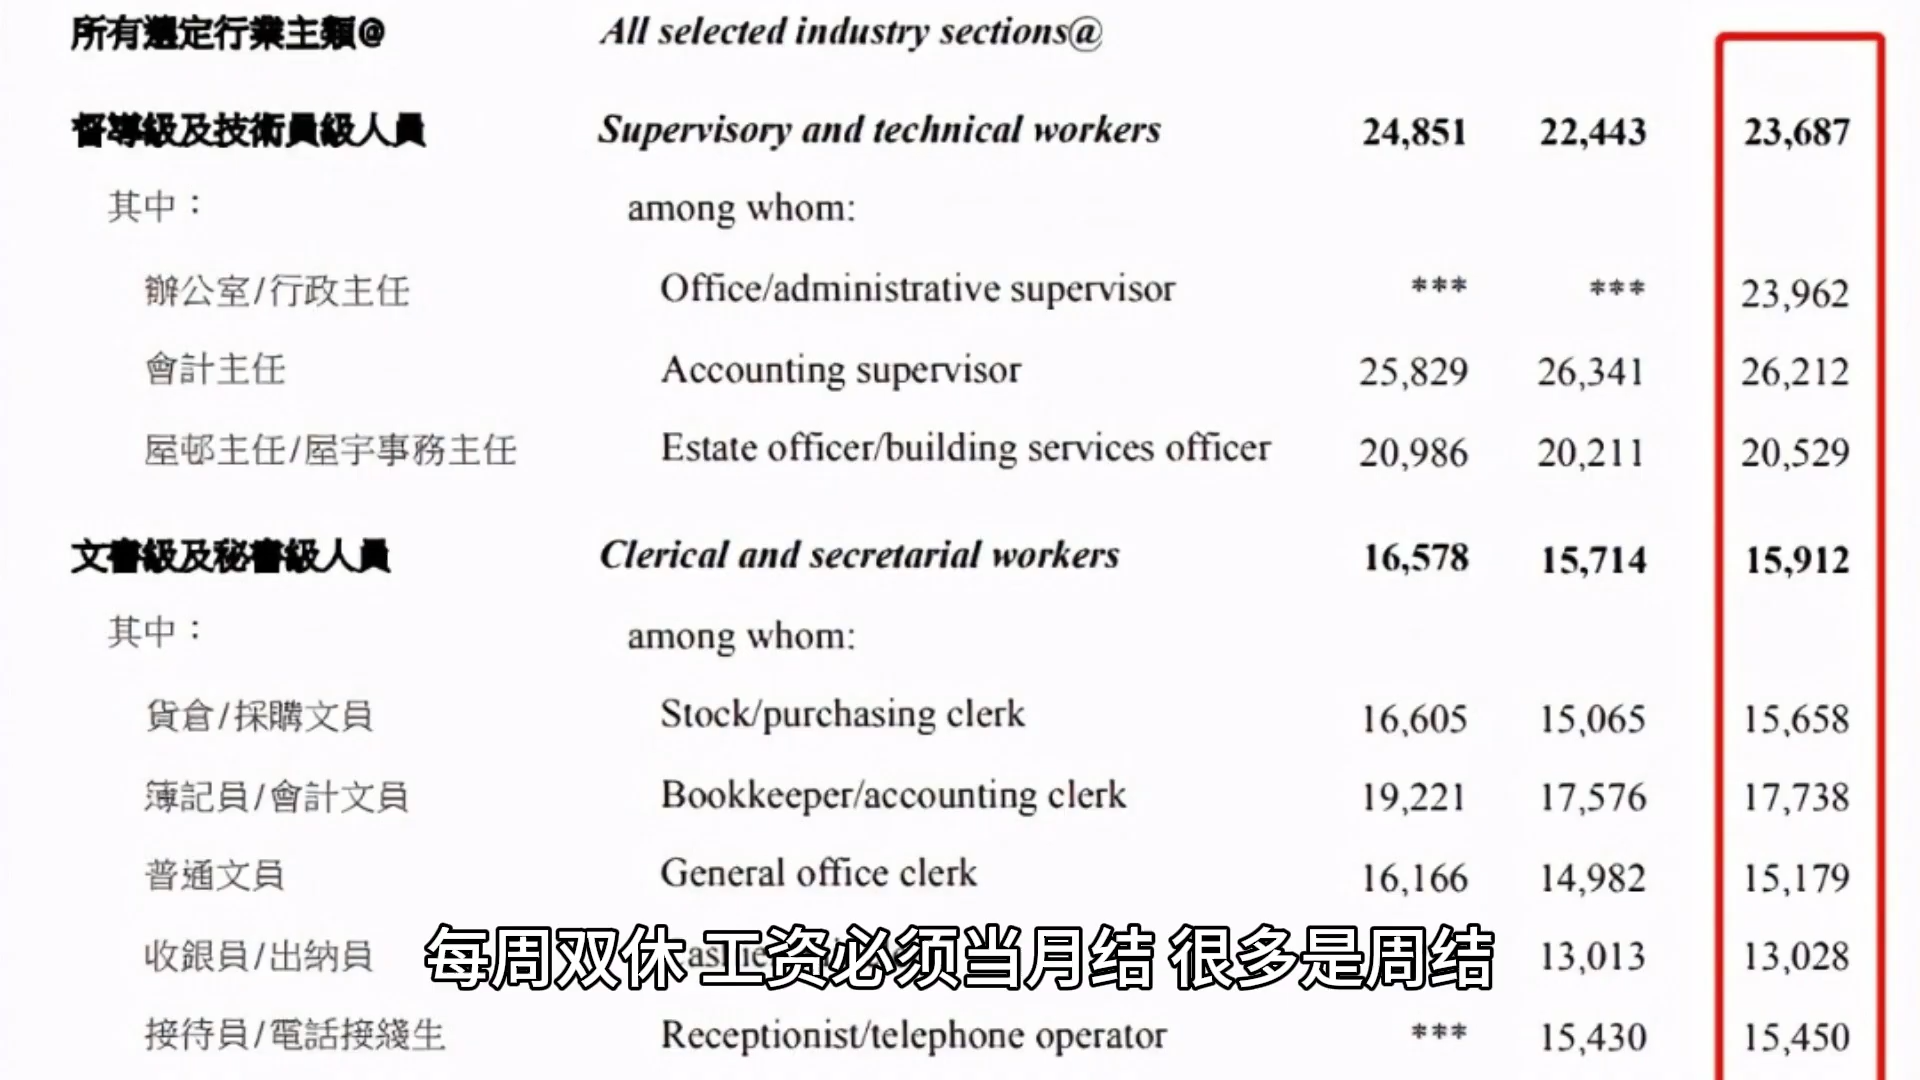 所有選定行業主類@ All selected industry sections@
督導級及技術員級人員 Supervisory and technical workers 24,851 22,443 23,687
其中： among whom:
辦公室/行政主任 Office/administrative supervisor *** *** 23,962
會計主任 Accounting supervisor 25,829 26,341 26,212
屋邨主任/屋宇事務主任 Estate officer/building services officer 20,986 20,211 20,529
文書級及秘書級人員 Clerical and secretarial workers 16,578 15,714 15,912
其中： among whom:
貨倉/採購文員 Stock/purchasing clerk 16,605 15,065 15,658
簿記員/會計文員 Bookkeeper/accounting clerk 19,221 17,576 17,738
普通文員 General office clerk 16,166 14,982 15,179
收銀員/出納員 13,013 13,028
每周双休 工资必须当月结 很多是周结
接待員/電話接綫生 Receptionist/telephone operator *** 15,430 15,450